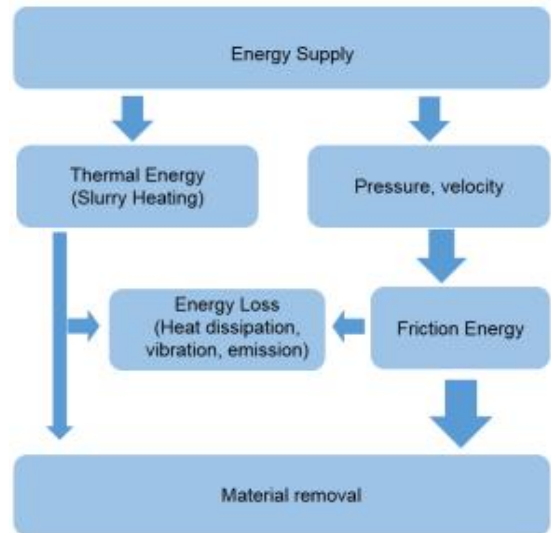 Energy Supply
Thermal Energy
(Slurry Heating)
Pressure, velocity
Energy Loss
(Heat dissipation,
vibration, emission)
Friction Energy
Material removal